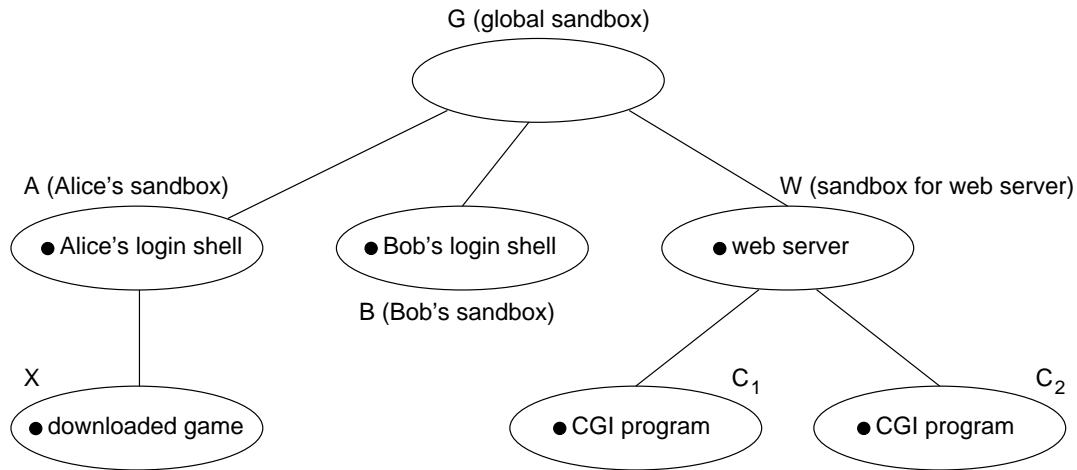 G (global sandbox)
A (Alice's sandbox)
W (sandbox for web server)
Alice's login shell
Bob's login shell
web server
B (Bob's sandbox)
X
C1
C2
downloaded game
CGI program
CGI program